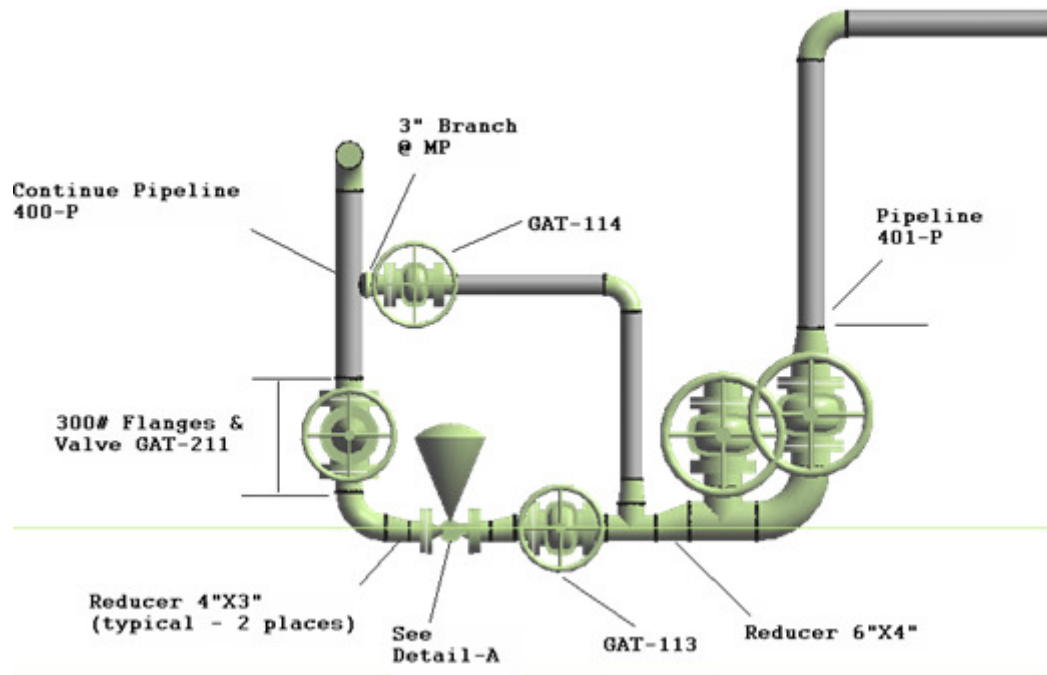 3" Branch
@ MP
Continue Pipeline
400-P
GAT-114
Pipeline
401-P
300# Flanges &
Valve GAT-211
Reducer 4"X3"
(typical - 2 places)
See
Detail-A
GAT-113
Reducer 6"X4"